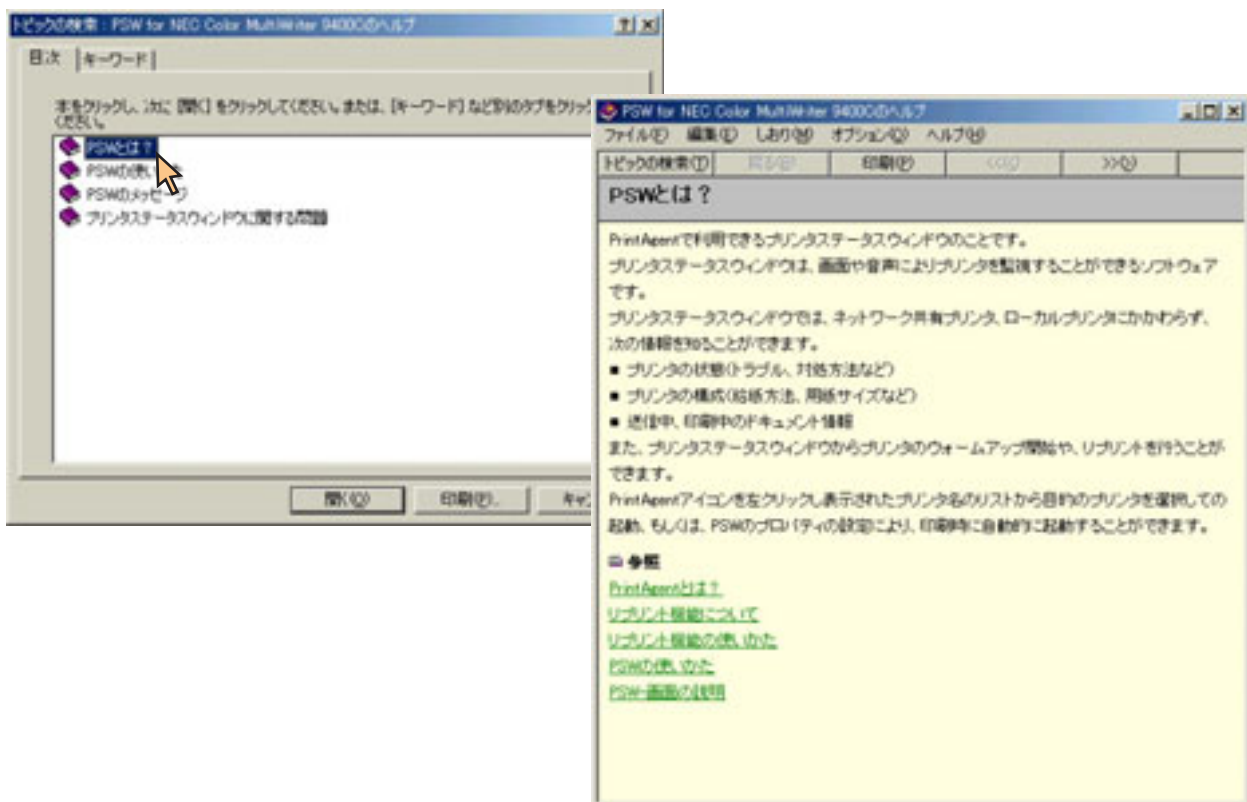 トピックの検索 : PSW for NEC Color MultiWriter 9400Cのヘルプ
目次 キーワード
本をクリックし、次に [開く] をクリックしてください。または、[キーワード] など別のタブをクリッ
ください。
PSWとは？
PSWの使い
PSWのメッセージ
プリンタステータスウィンドウに関する問題
開く(O) 印刷(P)... キャン
PSW for NEC Color MultiWriter 9400Cのヘルプ
ファイル(F) 編集(E) しおり(M) オプション(O) ヘルプ(H)
トピックの検索(T) 戻る(B) 印刷(P) <<(<) >>(>)
PSWとは？
PrintAgentで利用できるプリンタステータスウィンドウのことです。
プリンタステータスウィンドウは、画面や音声によりプリンタを監視することができるソフトウェア
です。
プリンタステータスウィンドウでは、ネットワーク共有プリンタ、ローカルプリンタにかかわらず、
次の情報を知ることができます。
■ プリンタの状態(トラブル、対処方法など)
■ プリンタの構成(給紙方法、用紙サイズなど)
■ 送信中、印刷中のドキュメント情報
また、プリンタステータスウィンドウからプリンタのウォームアップ開始や、リプリントを行うことが
できます。
PrintAgentアイコンを左クリックし表示されたプリンタ名のリストから目的のプリンタを選択しての
起動、もしくは、PSWのプロパティの設定により、印刷時に自動的に起動することができます。
参照
PrintAgentとは？
リプリント機能について
リプリント機能の使いかた
PSWの使いかた
PSW-画面の説明